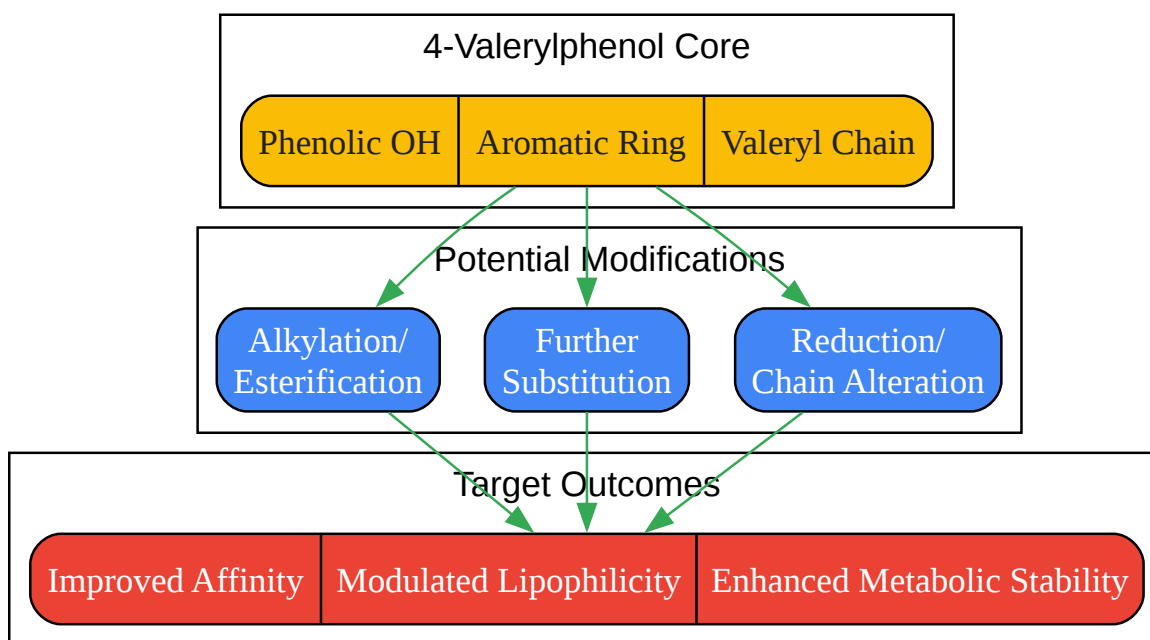 4-Valerylphenol Core
Phenolic OH
Aromatic Ring
Valeryl Chain
Potential Modifications
Alkylation/
Esterification
Further
Substitution
Reduction/
Chain Alteration
Target Outcomes
Improved Affinity
Modulated Lipophilicity
Enhanced Metabolic Stability